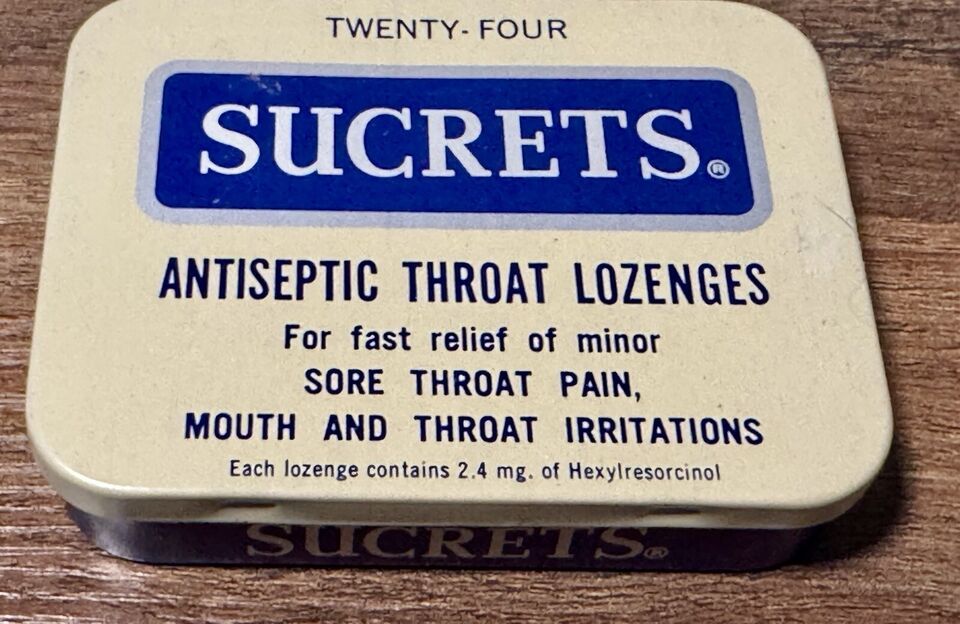 TWENTY-FOUR
SUCRETS®
ANTISEPTIC THROAT LOZENGES
For fast relief of minor
SORE THROAT PAIN,
MOUTH AND THROAT IRRITATIONS
Each lozenge contains 2.4 mg. of Hexylresorcinol
SUCRETS®